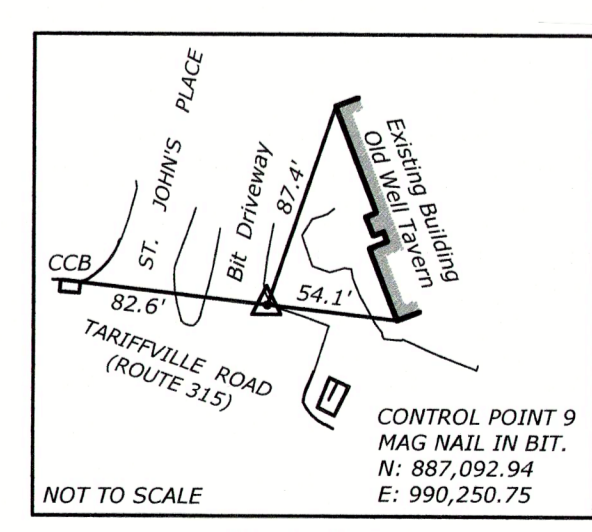 ST. JOHN'S PLACE
Bit Driveway
87.4'
Existing Building
Old Well Tavern
CCB
82.6'
54.1'
TARIFFVILLE ROAD
(ROUTE 315)
CONTROL POINT 9
MAG NAIL IN BIT.
N: 887,092.94
E: 990,250.75
NOT TO SCALE